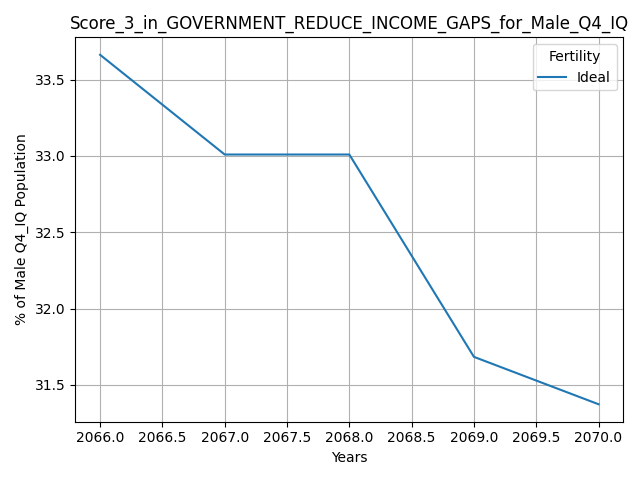 Score_3_in_GOVERNMENT_REDUCE_INCOME_GAPS_for_Male_Q4_IQ
Fertility
Ideal
% of Male Q4_IQ Population
33.5
33.0
32.5
32.0
31.5
2066.0 2066.5 2067.0 2067.5 2068.0 2068.5 2069.0 2069.5 2070.0
Years